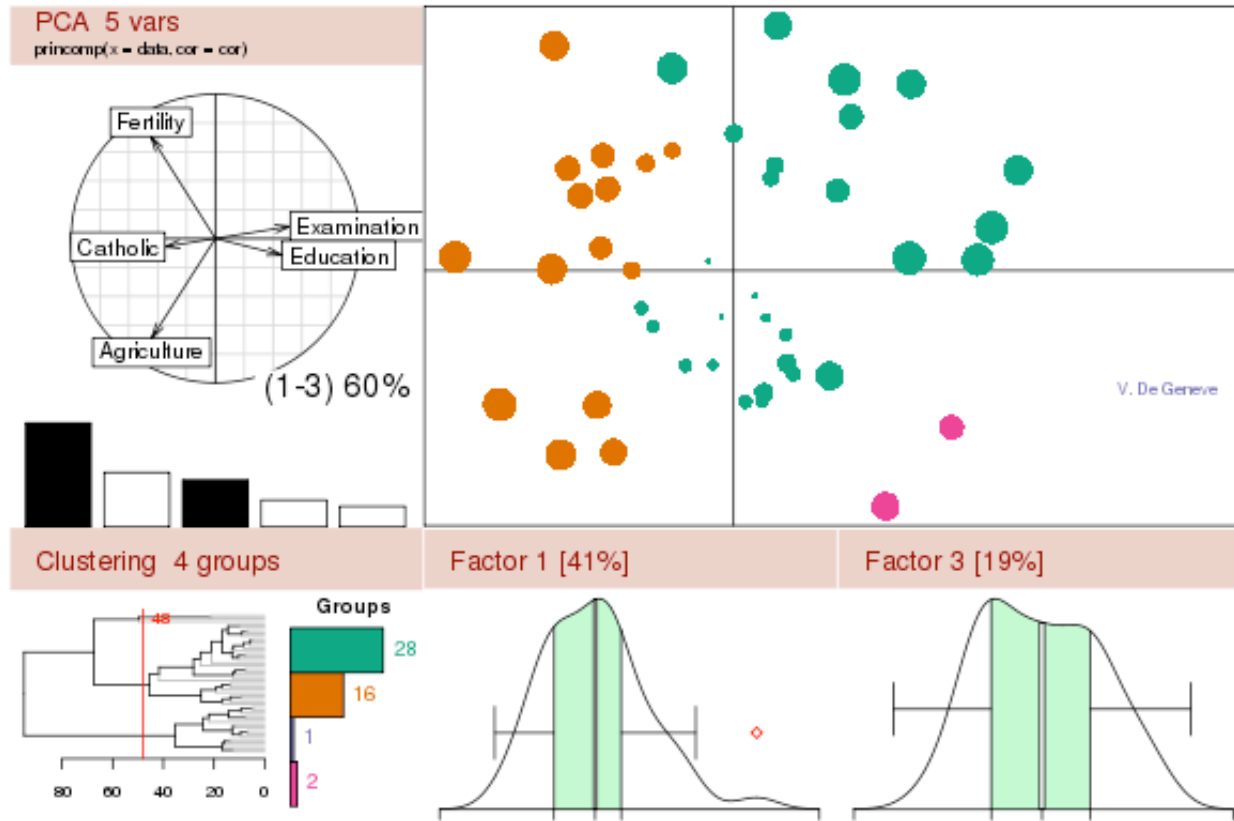 PCA 5 vars
princomp(x = data, cor = cor)
Fertility
Examination
Catholic
Education
Agriculture
(1-3) 60%
V. De Geneve
Clustering 4 groups
Factor 1 [41%]
Factor 3 [19%]
48
Groups
28
16
1
2
80 60 40 20 0